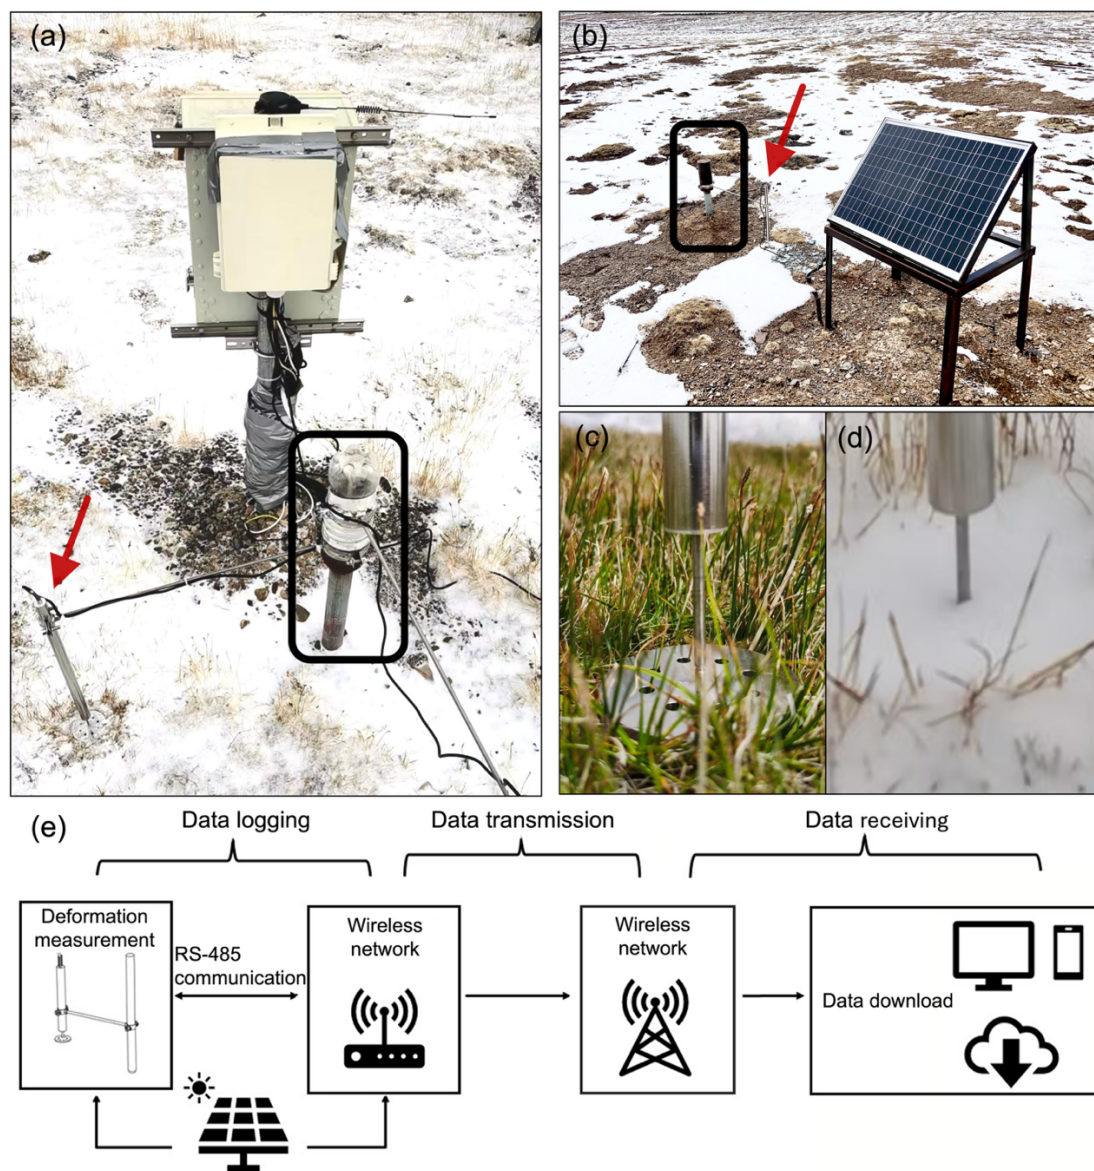 (a)
(b)
(c)
(d)
(e)
Data logging
Data transmission
Data receiving
Deformation
measurement
RS-485
communication
Wireless
network
Wireless
network
Data download